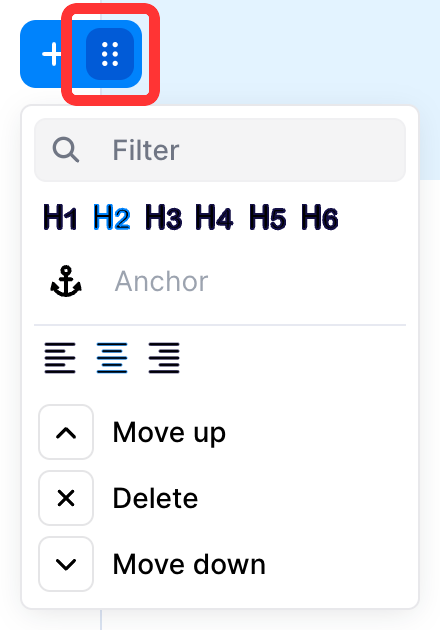 Filter
H1 H2 H3 H4 H5 H6
Anchor
Move up
Delete
Move down